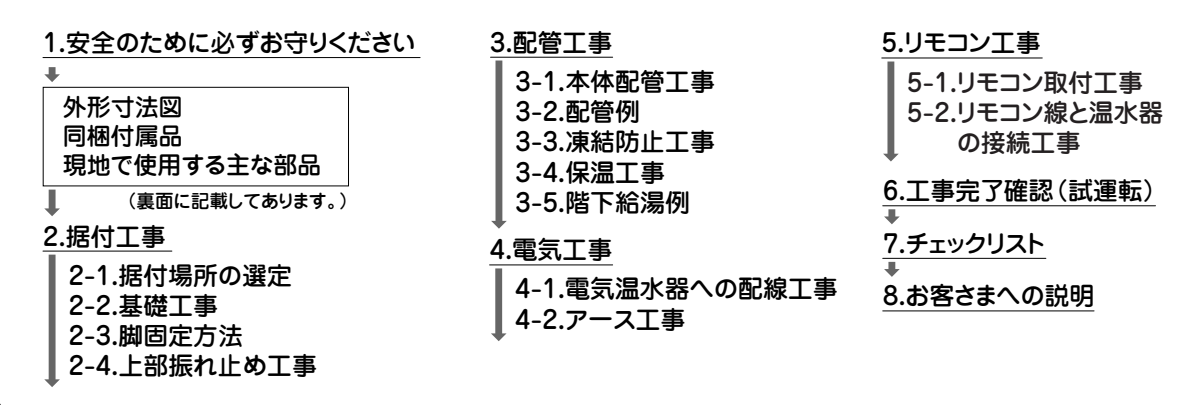 1.安全のために必ずお守りください
外形寸法図
同梱付属品
現地で使用する主な部品
（裏面に記載してあります。）
2.据付工事
2-1.据付場所の選定
2-2.基礎工事
2-3.脚固定方法
2-4.上部振れ止め工事
3.配管工事
3-1.本体配管工事
3-2.配管例
3-3.凍結防止工事
3-4.保温工事
3-5.階下給湯例
4.電気工事
4-1.電気温水器への配線工事
4-2.アース工事
5.リモコン工事
5-1.リモコン取付工事
5-2.リモコン線と温水器
の接続工事
6.工事完了確認（試運転）
7.チェックリスト
8.お客さまへの説明